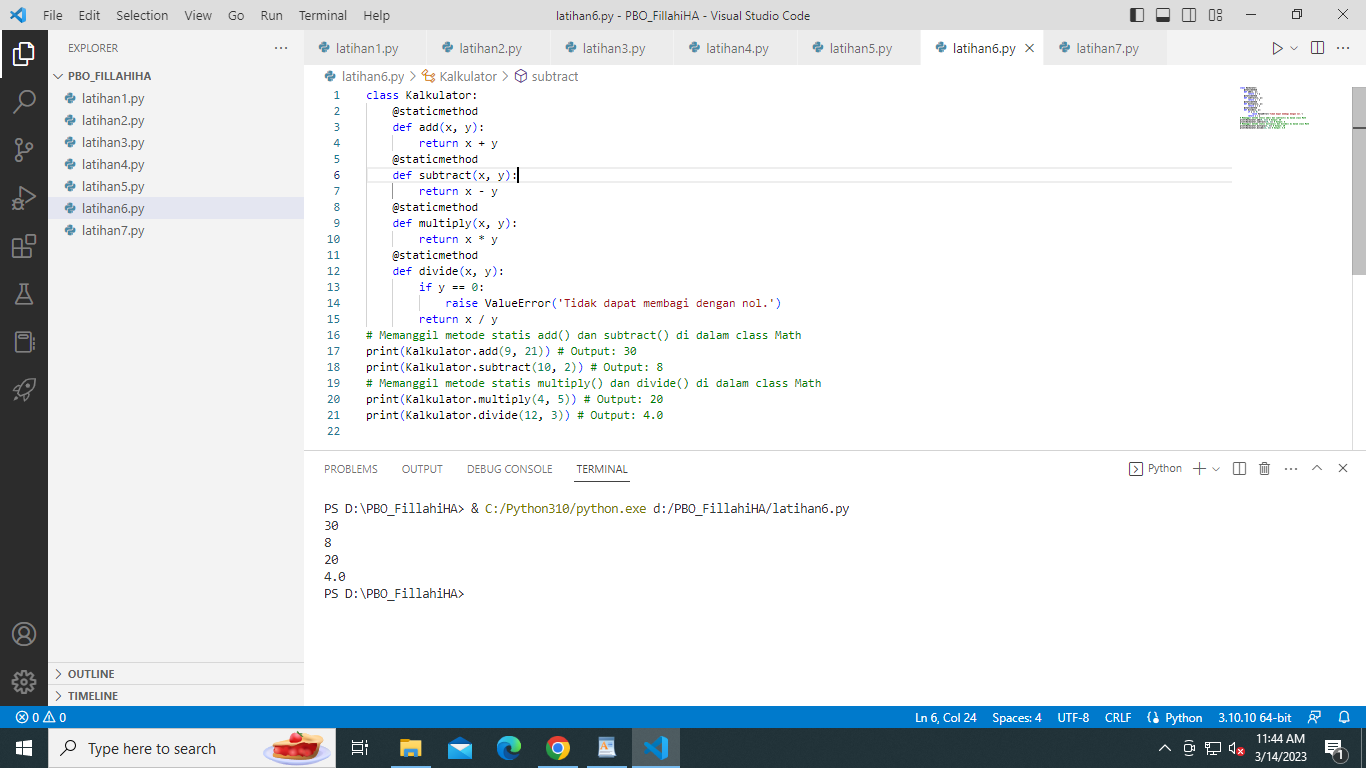 File Edit Selection View Go Run Terminal Help latihan6.py - PBO_FillahiHA - Visual Studio Code
EXPLORER
PBO_FILLAHIHA
latihan1.py
latihan2.py
latihan3.py
latihan4.py
latihan5.py
latihan6.py
latihan7.py
OUTLINE
TIMELINE
latihan1.py latihan2.py latihan3.py latihan4.py latihan5.py latihan6.py latihan7.py
latihan6.py > Kalkulator > subtract
1 class Kalkulator:
2     @staticmethod
3     def add(x, y):
4         return x + y
5     @staticmethod
6     def subtract(x, y):
7         return x - y
8     @staticmethod
9     def multiply(x, y):
10         return x * y
11     @staticmethod
12     def divide(x, y):
13         if y == 0:
14             raise ValueError('Tidak dapat membagi dengan nol.')
15         return x / y
16 # Memanggil metode statis add() dan subtract() di dalam class Math
17 print(Kalkulator.add(9, 21)) # Output: 30
18 print(Kalkulator.subtract(10, 2)) # Output: 8
19 # Memanggil metode statis multiply() dan divide() di dalam class Math
20 print(Kalkulator.multiply(4, 5)) # Output: 20
21 print(Kalkulator.divide(12, 3)) # Output: 4.0
22
PROBLEMS OUTPUT DEBUG CONSOLE TERMINAL Python
PS D:\PBO_FillahiHA> & C:/Python310/python.exe d:/PBO_FillahiHA/latihan6.py
30
8
20
4.0
PS D:\PBO_FillahiHA>
0 0 Ln 6, Col 24 Spaces: 4 UTF-8 CRLF Python 3.10.10 64-bit
Type here to search
11:44 AM
3/14/2023
1